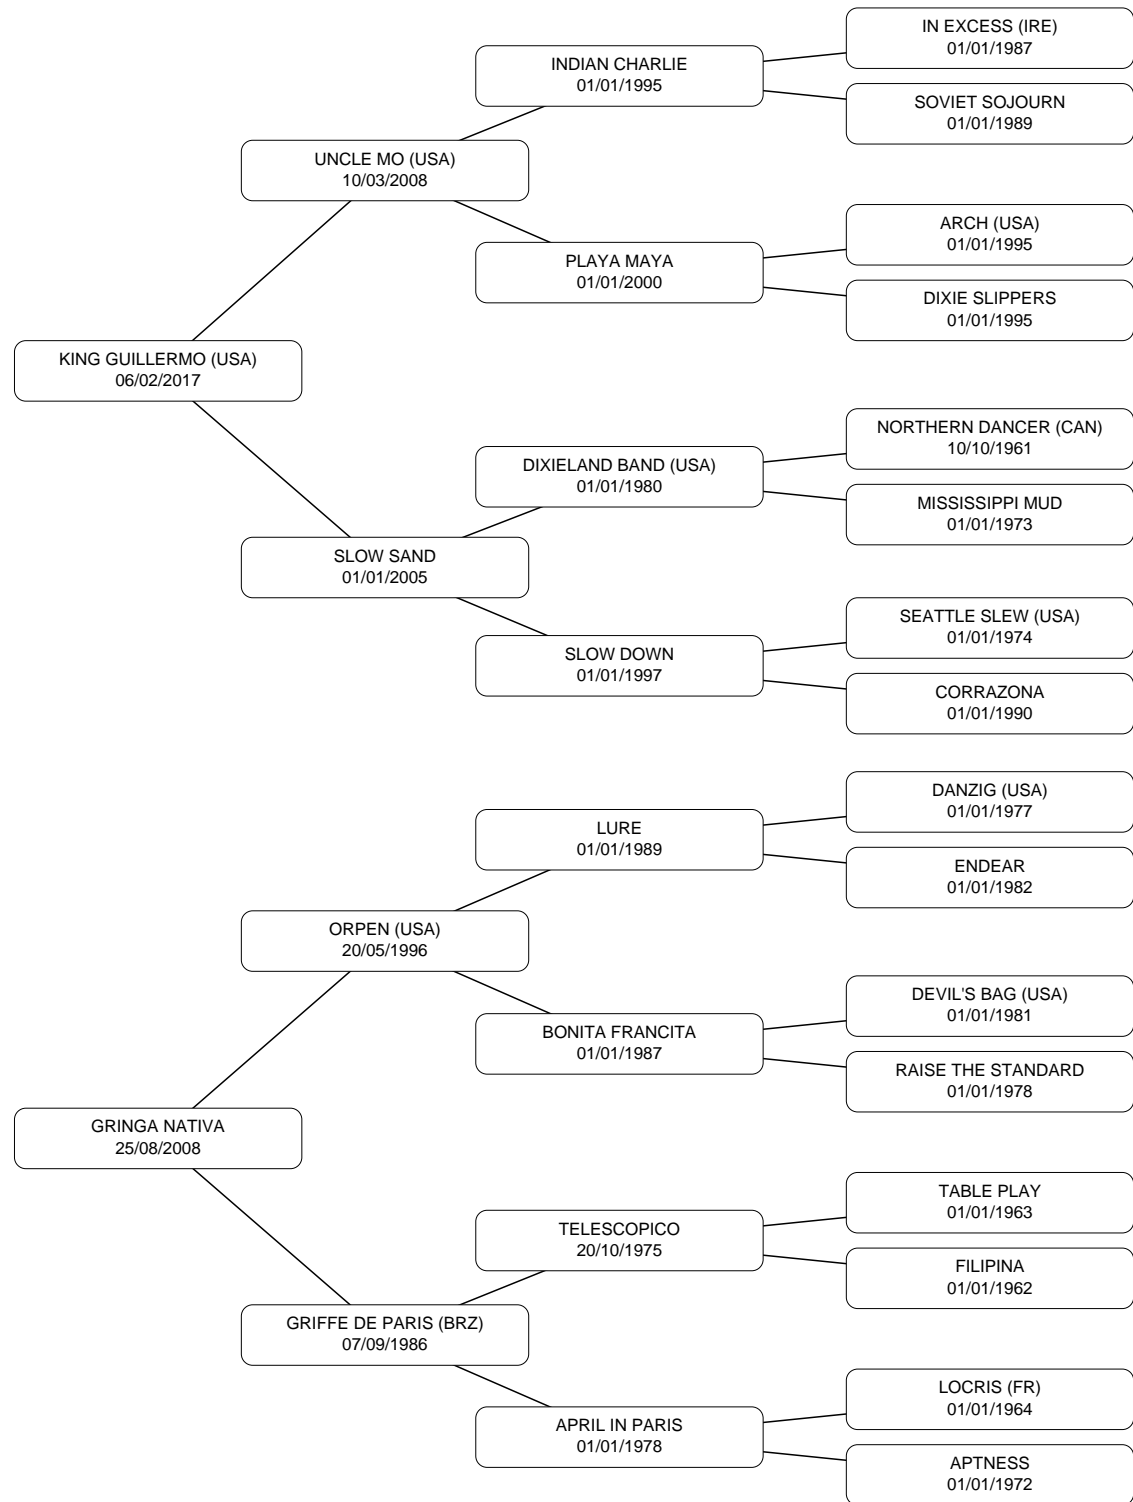 IN EXCESS (IRE)
01/01/1987
INDIAN CHARLIE
01/01/1995
SOVIET SOJOURN
01/01/1989
UNCLE MO (USA)
10/03/2008
ARCH (USA)
01/01/1995
PLAYA MAYA
01/01/2000
DIXIE SLIPPERS
01/01/1995
KING GUILLERMO (USA)
06/02/2017
NORTHERN DANCER (CAN)
10/10/1961
DIXIELAND BAND (USA)
01/01/1980
MISSISSIPPI MUD
01/01/1973
SLOW SAND
01/01/2005
SEATTLE SLEW (USA)
01/01/1974
SLOW DOWN
01/01/1997
CORRAZONA
01/01/1990
DANZIG (USA)
01/01/1977
LURE
01/01/1989
ENDEAR
01/01/1982
ORPEN (USA)
20/05/1996
DEVIL'S BAG (USA)
01/01/1981
BONITA FRANCITA
01/01/1987
RAISE THE STANDARD
01/01/1978
GRINGA NATIVA
25/08/2008
TABLE PLAY
01/01/1963
TELESCOPICO
20/10/1975
FILIPINA
01/01/1962
GRIFFE DE PARIS (BRZ)
07/09/1986
LOCRIS (FR)
01/01/1964
APRIL IN PARIS
01/01/1978
APTNESS
01/01/1972